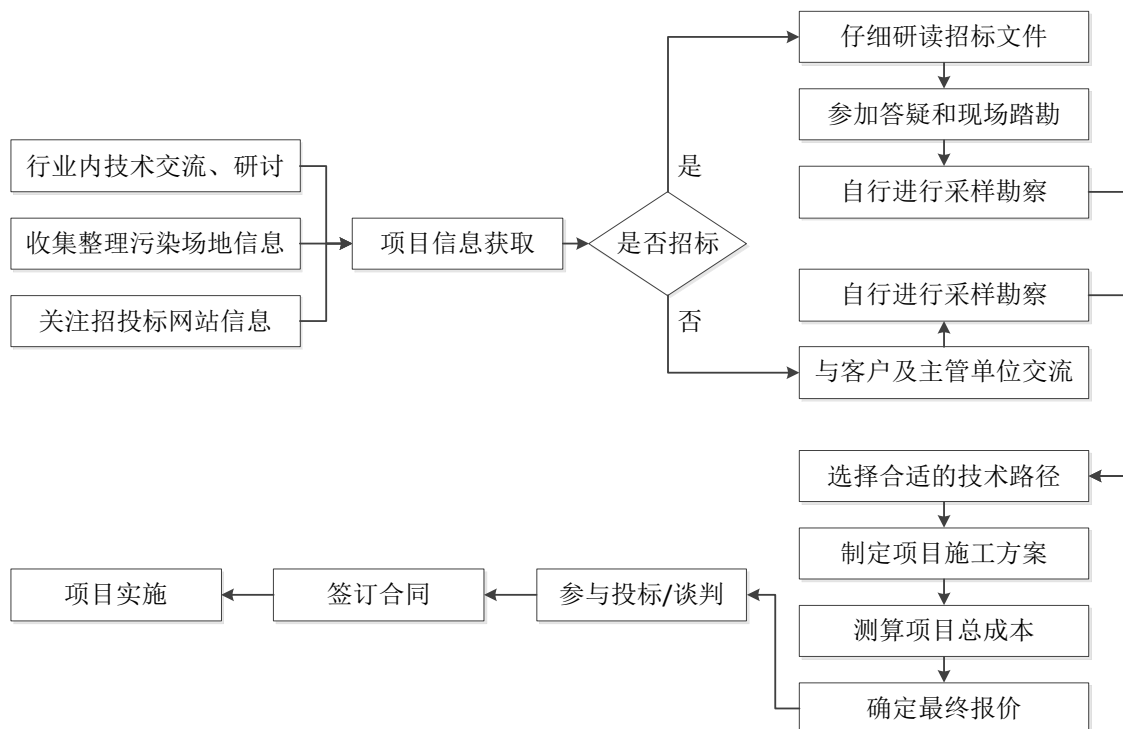 仔细研读招标文件
参加答疑和现场踏勘
行业内技术交流、研讨
是
自行进行采样勘察
收集整理污染场地信息
项目信息获取
是否招标
自行进行采样勘察
关注招投标网站信息
否
与客户及主管单位交流
选择合适的技术路径
制定项目施工方案
项目实施
签订合同
参与投标/谈判
测算项目总成本
确定最终报价